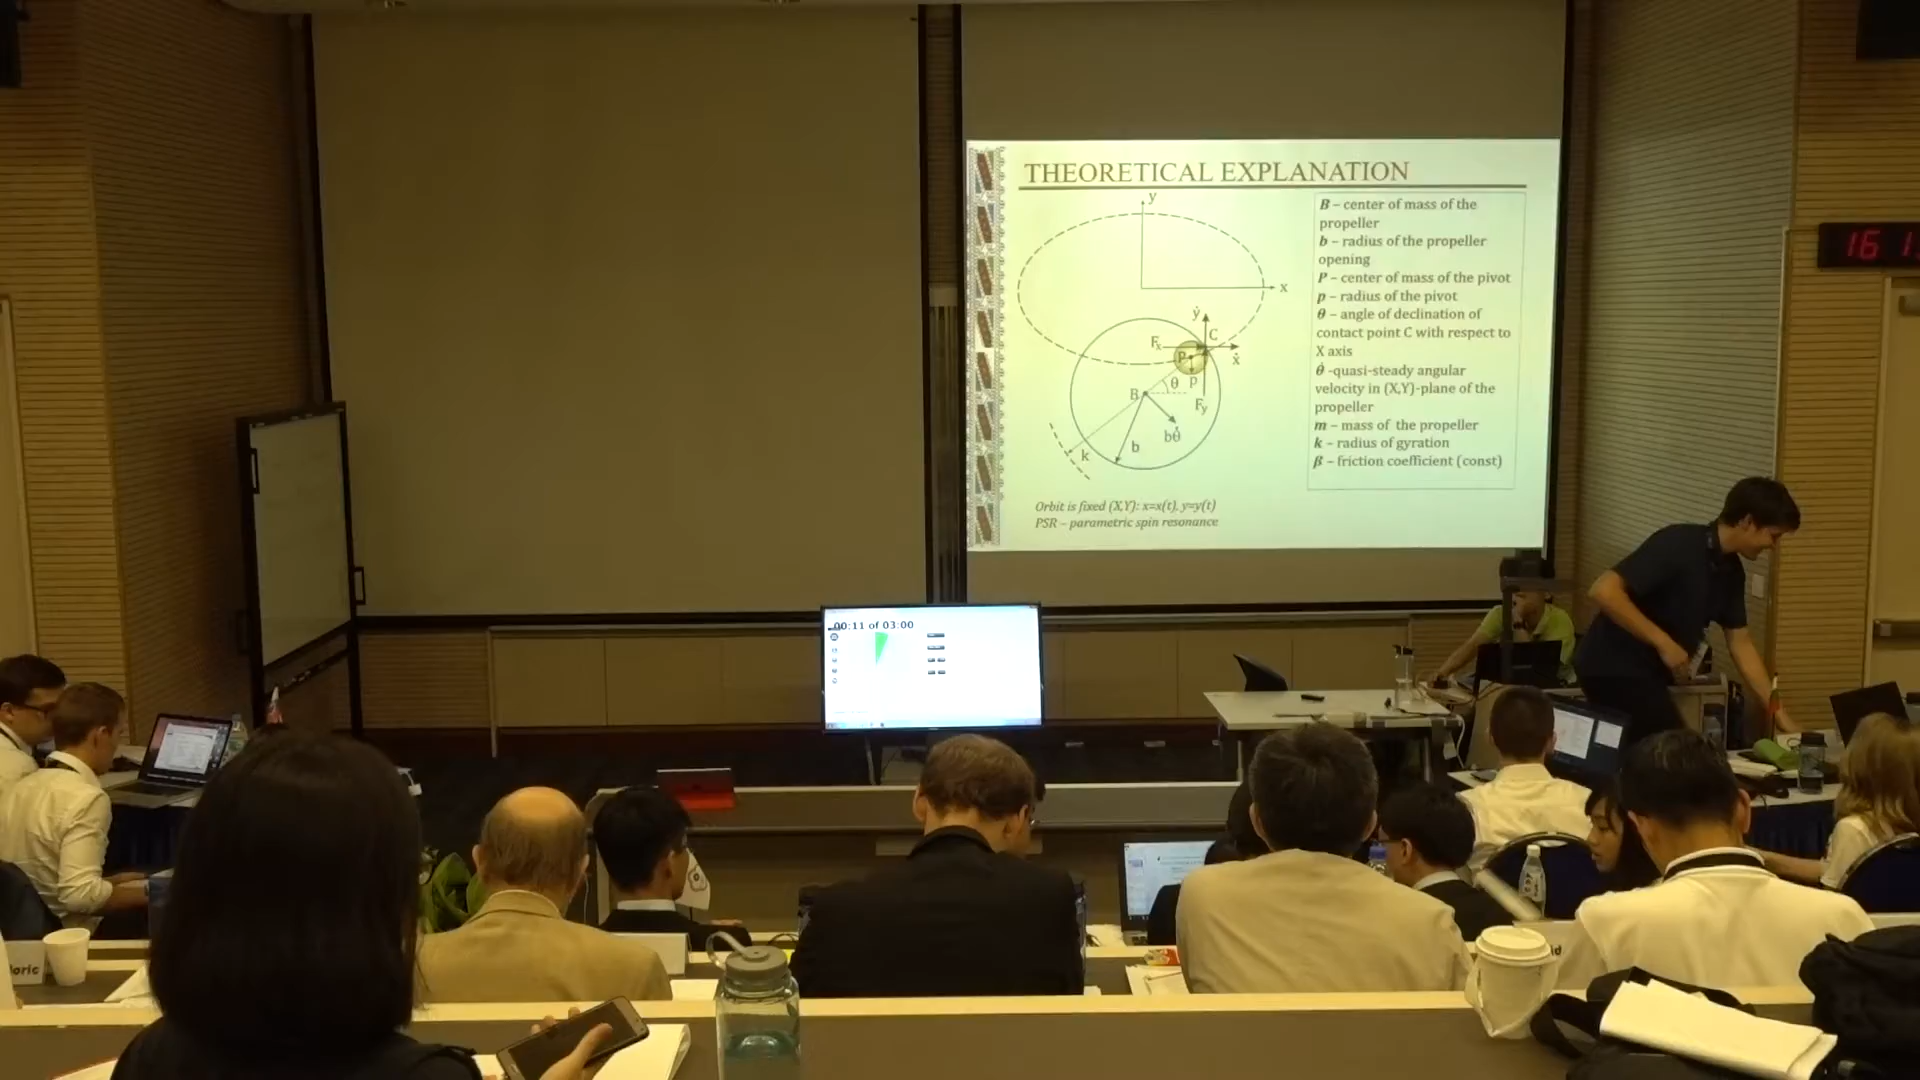 THEORETICAL EXPLANATION
y
x
ẏ
C
Fx
ẋ
P
θ
p
B
Fy
bθ̇
b
k
B – center of mass of the
propeller
b – radius of the propeller
opening
P – center of mass of the pivot
p – radius of the pivot
θ – angle of declination of
contact point C with respect to
X axis
θ̇ -quasi-steady angular
velocity in (X,Y)-plane of the
propeller
m – mass of the propeller
k – radius of gyration
β – friction coefficient (const)
Orbit is fixed (X,Y): x=x(t), y=y(t)
PSR – parametric spin resonance
16 1
00:11 of 03:00